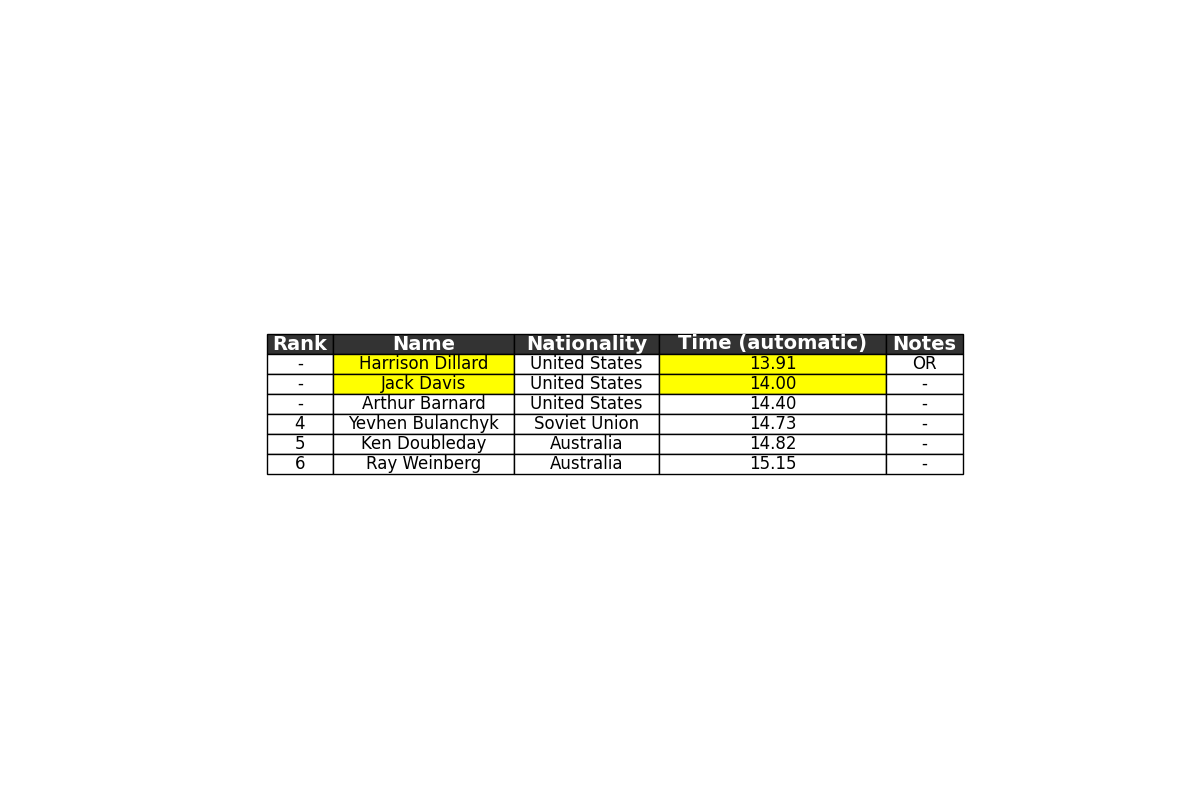 Rank Name Nationality Time (automatic) Notes
- Harrison Dillard United States 13.91 OR
- Jack Davis United States 14.00 -
- Arthur Barnard United States 14.40 -
4 Yevhen Bulanchyk Soviet Union 14.73 -
5 Ken Doubleday Australia 14.82 -
6 Ray Weinberg Australia 15.15 -